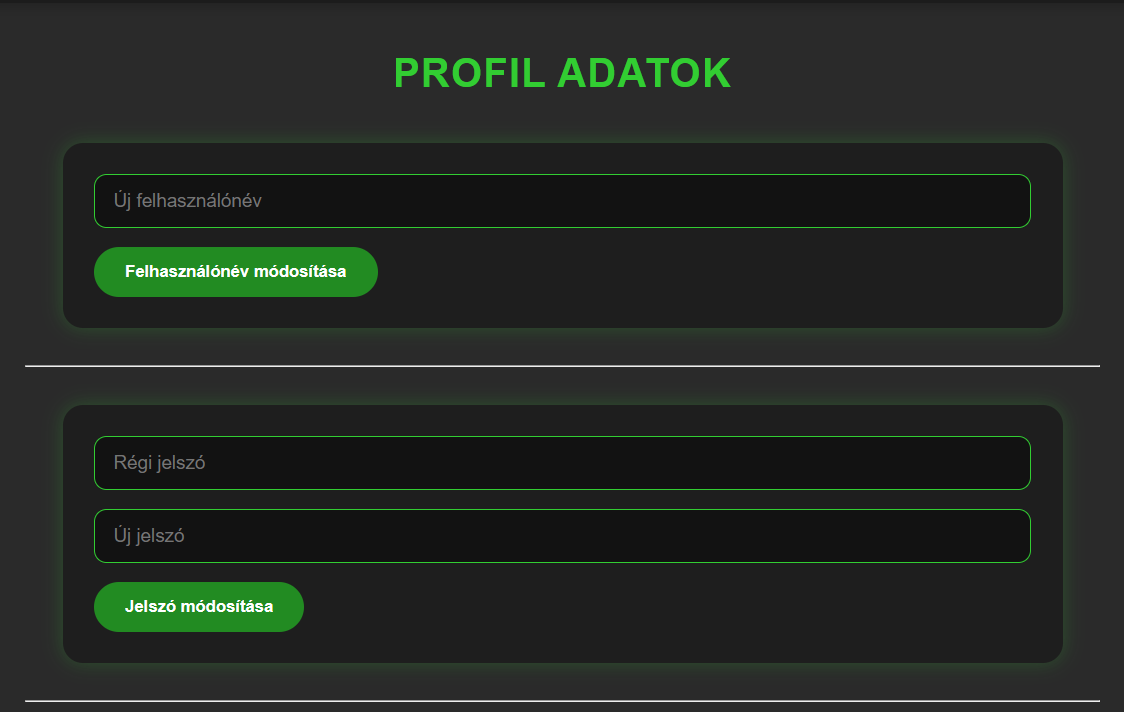 PROFIL ADATOK
Új felhasználónév
Felhasználónév módosítása
Régi jelszó
Új jelszó
Jelszó módosítása